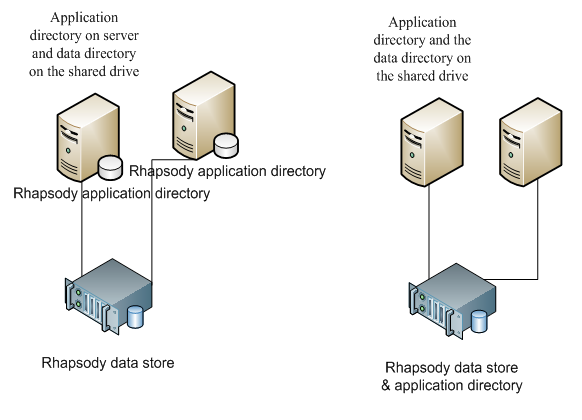 Application
directory on server
and data directory
on the shared drive
Application
directory and the
data directory on
the shared drive
Rhapsody application directory
Rhapsody application directory
Rhapsody data store
Rhapsody data store
& application directory